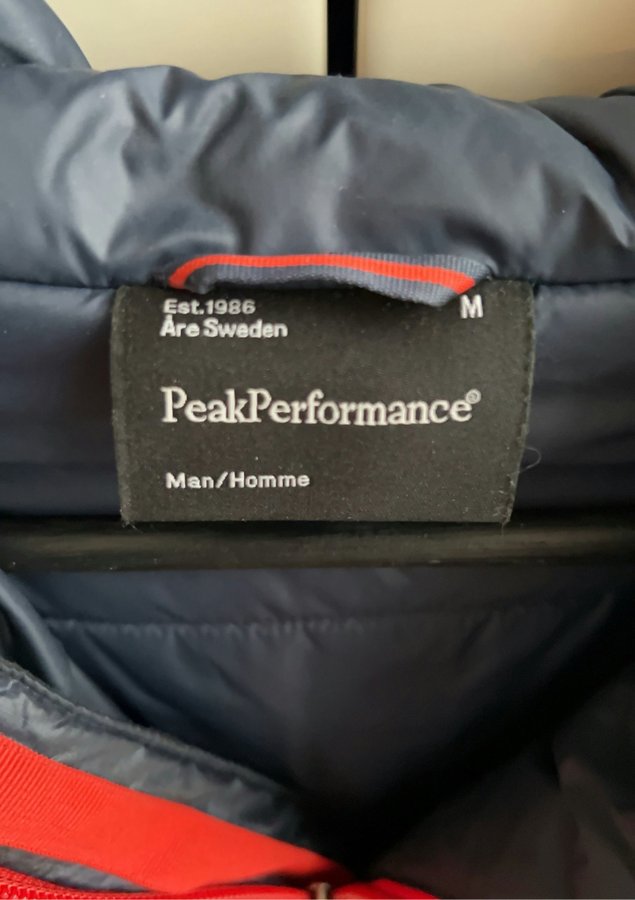 Est.1986
M
Åre Sweden
PeakPerformance®
Man/Homme